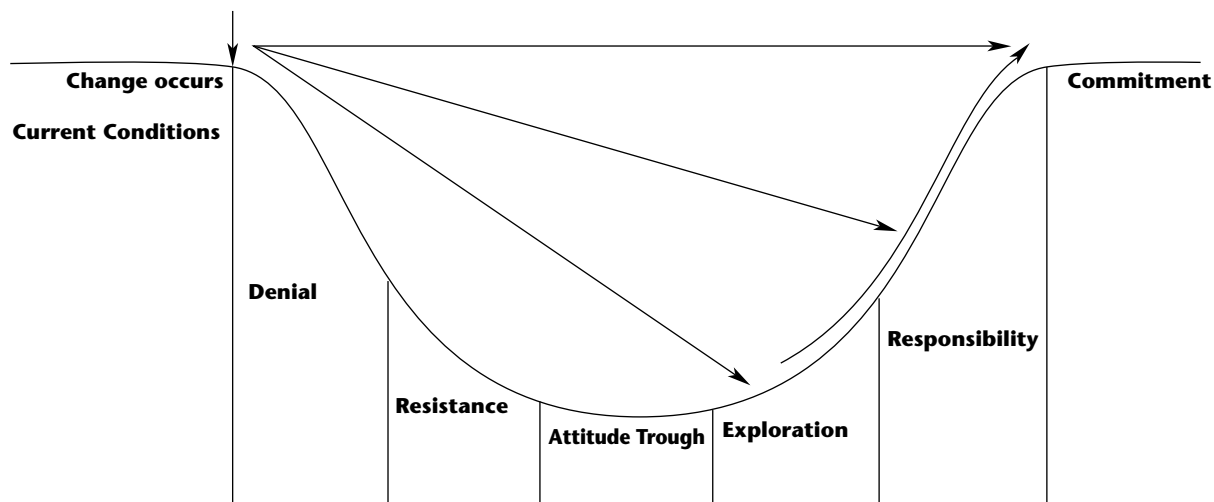 Change occurs
Commitment
Current Conditions
Denial
Responsibility
Resistance
Attitude Trough
Exploration